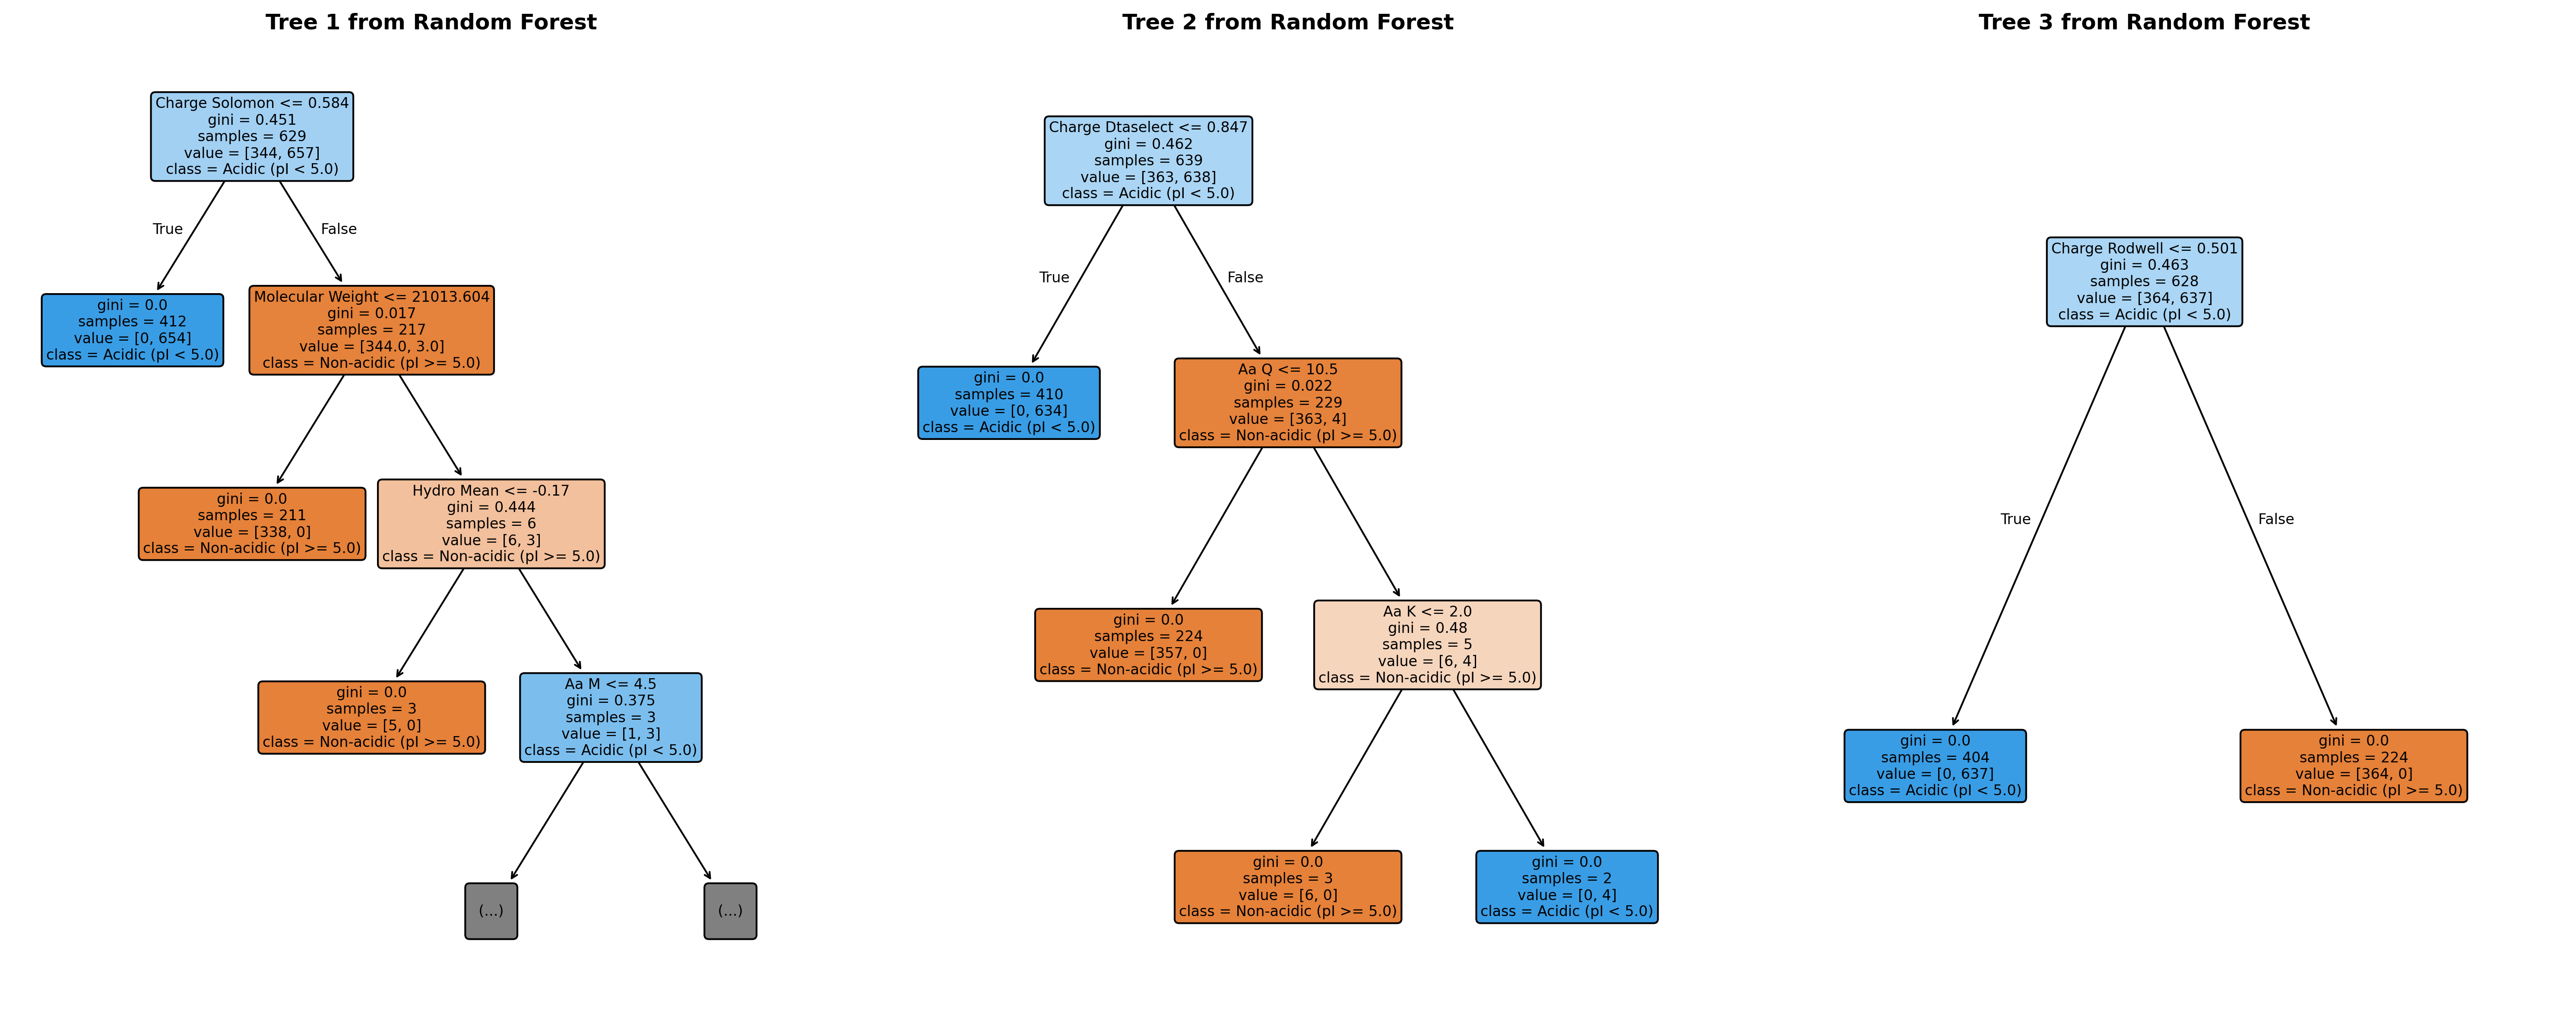 Tree 1 from Random Forest
Charge Solomon <= 0.584
gini = 0.451
samples = 629
value = [344, 657]
class = Acidic (pI < 5.0)
True
False
gini = 0.0
samples = 412
value = [0, 654]
class = Acidic (pI < 5.0)
Molecular Weight <= 21013.604
gini = 0.017
samples = 217
value = [344.0, 3.0]
class = Non-acidic (pI >= 5.0)
gini = 0.0
samples = 211
value = [338, 0]
class = Non-acidic (pI >= 5.0)
Hydro Mean <= -0.17
gini = 0.444
samples = 6
value = [6, 3]
class = Non-acidic (pI >= 5.0)
gini = 0.0
samples = 3
value = [5, 0]
class = Non-acidic (pI >= 5.0)
Aa M <= 4.5
gini = 0.375
samples = 3
value = [1, 3]
class = Acidic (pI < 5.0)
(...)
(...)
Tree 2 from Random Forest
Charge Dtaselect <= 0.847
gini = 0.462
samples = 639
value = [363, 638]
class = Acidic (pI < 5.0)
True
False
gini = 0.0
samples = 410
value = [0, 634]
class = Acidic (pI < 5.0)
Aa Q <= 10.5
gini = 0.022
samples = 229
value = [363, 4]
class = Non-acidic (pI >= 5.0)
gini = 0.0
samples = 224
value = [357, 0]
class = Non-acidic (pI >= 5.0)
Aa K <= 2.0
gini = 0.48
samples = 5
value = [6, 4]
class = Non-acidic (pI >= 5.0)
gini = 0.0
samples = 3
value = [6, 0]
class = Non-acidic (pI >= 5.0)
gini = 0.0
samples = 2
value = [0, 4]
class = Acidic (pI < 5.0)
Tree 3 from Random Forest
Charge Rodwell <= 0.501
gini = 0.463
samples = 628
value = [364, 637]
class = Acidic (pI < 5.0)
True
False
gini = 0.0
samples = 404
value = [0, 637]
class = Acidic (pI < 5.0)
gini = 0.0
samples = 224
value = [364, 0]
class = Non-acidic (pI >= 5.0)